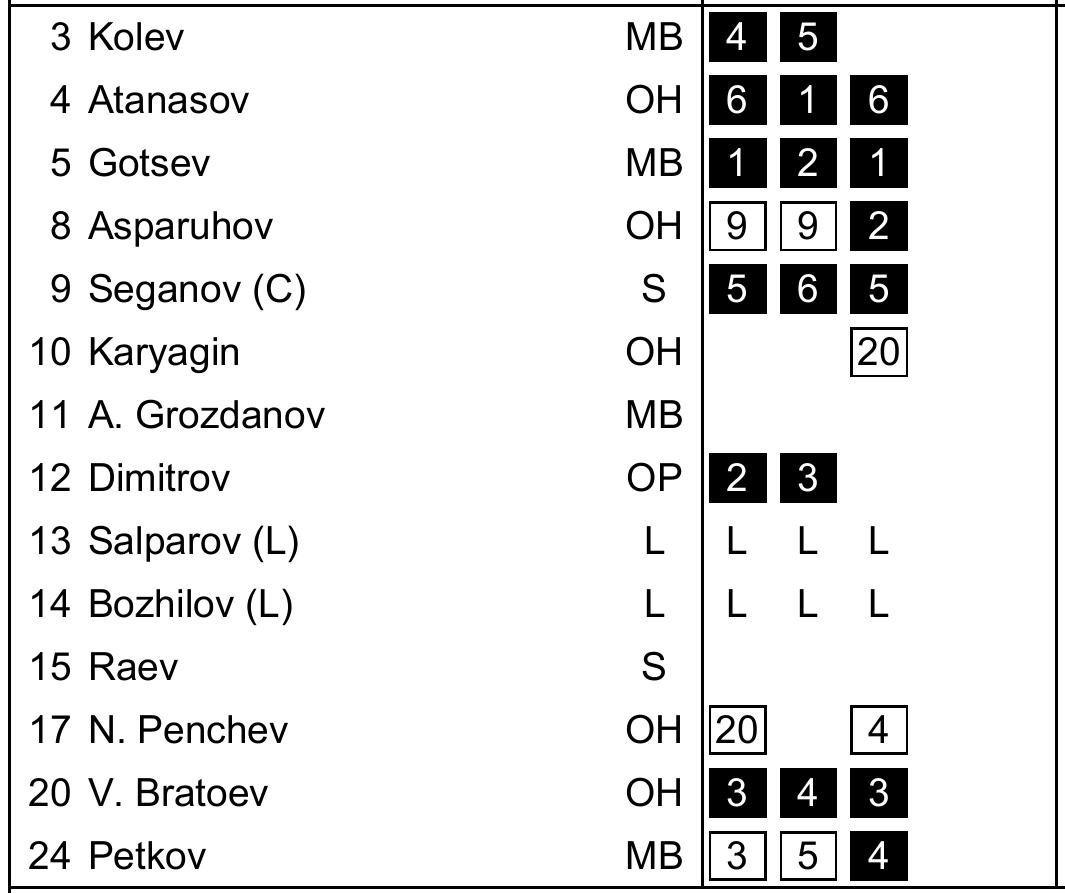 3 Kolev MB 4 5
4 Atanasov OH 6 1 6
5 Gotsev MB 1 2 1
8 Asparuhov OH 9 9 2
9 Seganov (C) S 5 6 5
10 Karyagin OH 20
11 A. Grozdanov MB
12 Dimitrov OP 2 3
13 Salparov (L) L L L L
14 Bozhilov (L) L L L L
15 Raev S
17 N. Penchev OH 20 4
20 V. Bratoev OH 3 4 3
24 Petkov MB 3 5 4